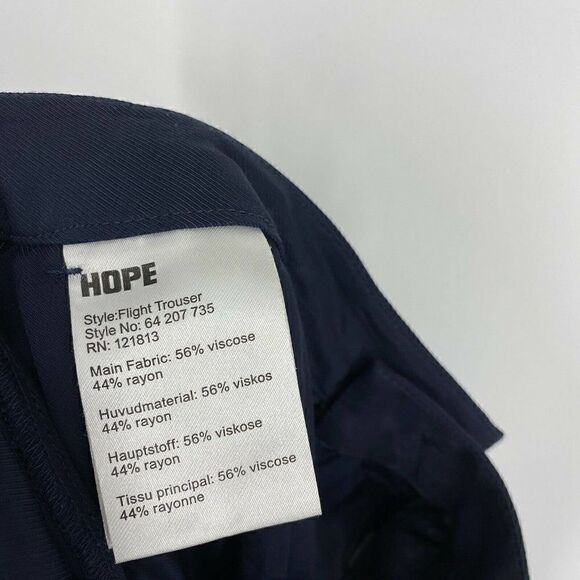 HOPE
Style:Flight Trouser
Style No: 64 207 735
RN: 121813
Main Fabric: 56% viscose
44% rayon
Huvudmaterial: 56% viskos
44% rayon
Hauptstoff: 56% viskose
44% rayon
Tissu principal: 56% viscose
44% rayonne